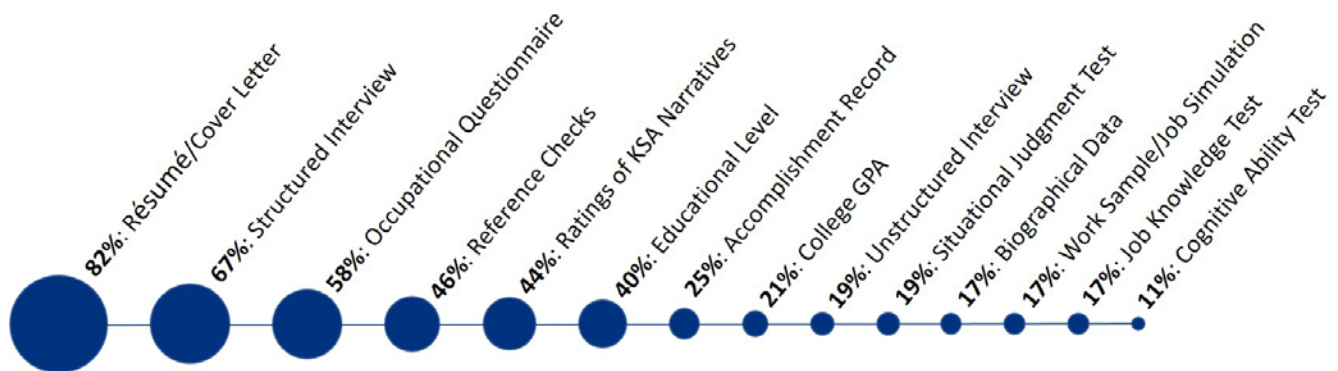 82%: Résumé/Cover Letter
67%: Structured Interview
58%: Occupational Questionnaire
46%: Reference Checks
44%: Ratings of KSA Narratives
40%: Educational Level
25%: Accomplishment Record
21%: College GPA
19%: Unstructured Interview
19%: Situational Judgment Test
17%: Biographical Data
17%: Work Sample/Job Simulation
17%: Job Knowledge Test
11%: Cognitive Ability Test